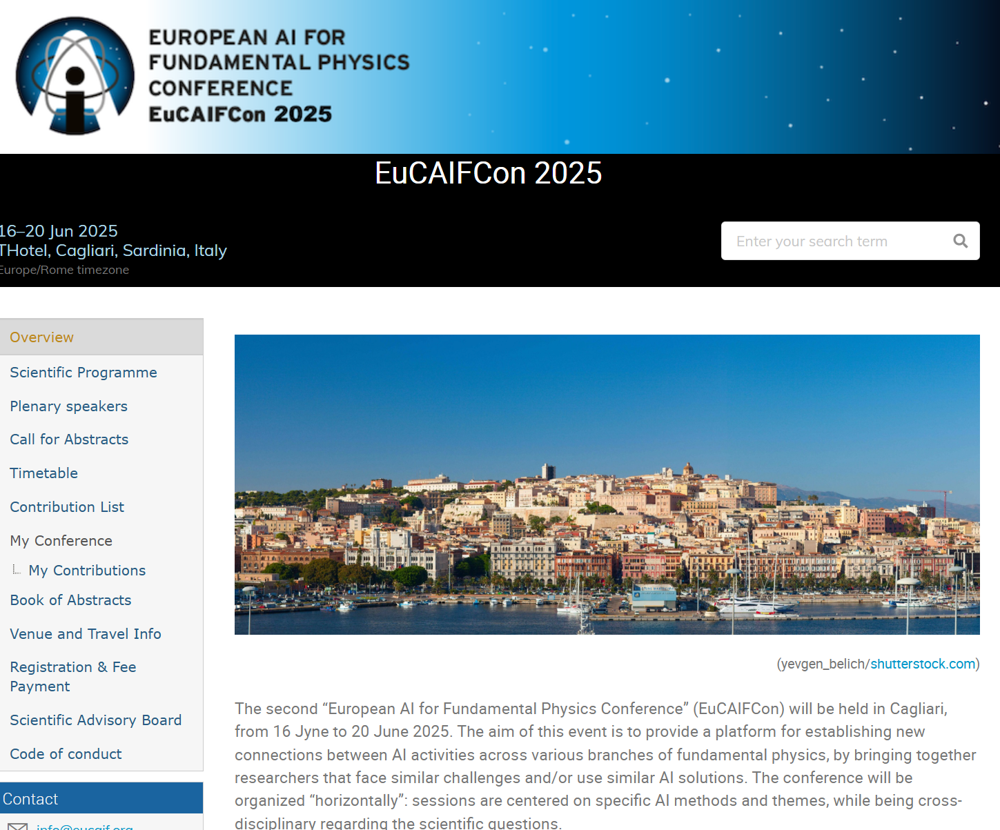 EUROPEAN AI FOR
FUNDAMENTAL PHYSICS
CONFERENCE
EuCAIFCon 2025
EuCAIFCon 2025
16–20 Jun 2025
THotel, Cagliari, Sardinia, Italy
Europe/Rome timezone
Enter your search term
Overview
Scientific Programme
Plenary speakers
Call for Abstracts
Timetable
Contribution List
My Conference
My Contributions
Book of Abstracts
Venue and Travel Info
Registration & Fee
Payment
Scientific Advisory Board
Code of conduct
Contact
info@eucaif.org
(yevgen_belich/shutterstock.com)
The second “European AI for Fundamental Physics Conference” (EuCAIFCon) will be held in Cagliari,
from 16 Jyne to 20 June 2025. The aim of this event is to provide a platform for establishing new
connections between AI activities across various branches of fundamental physics, by bringing together
researchers that face similar challenges and/or use similar AI solutions. The conference will be
organized “horizontally”: sessions are centered on specific AI methods and themes, while being cross-
disciplinary regarding the scientific questions.